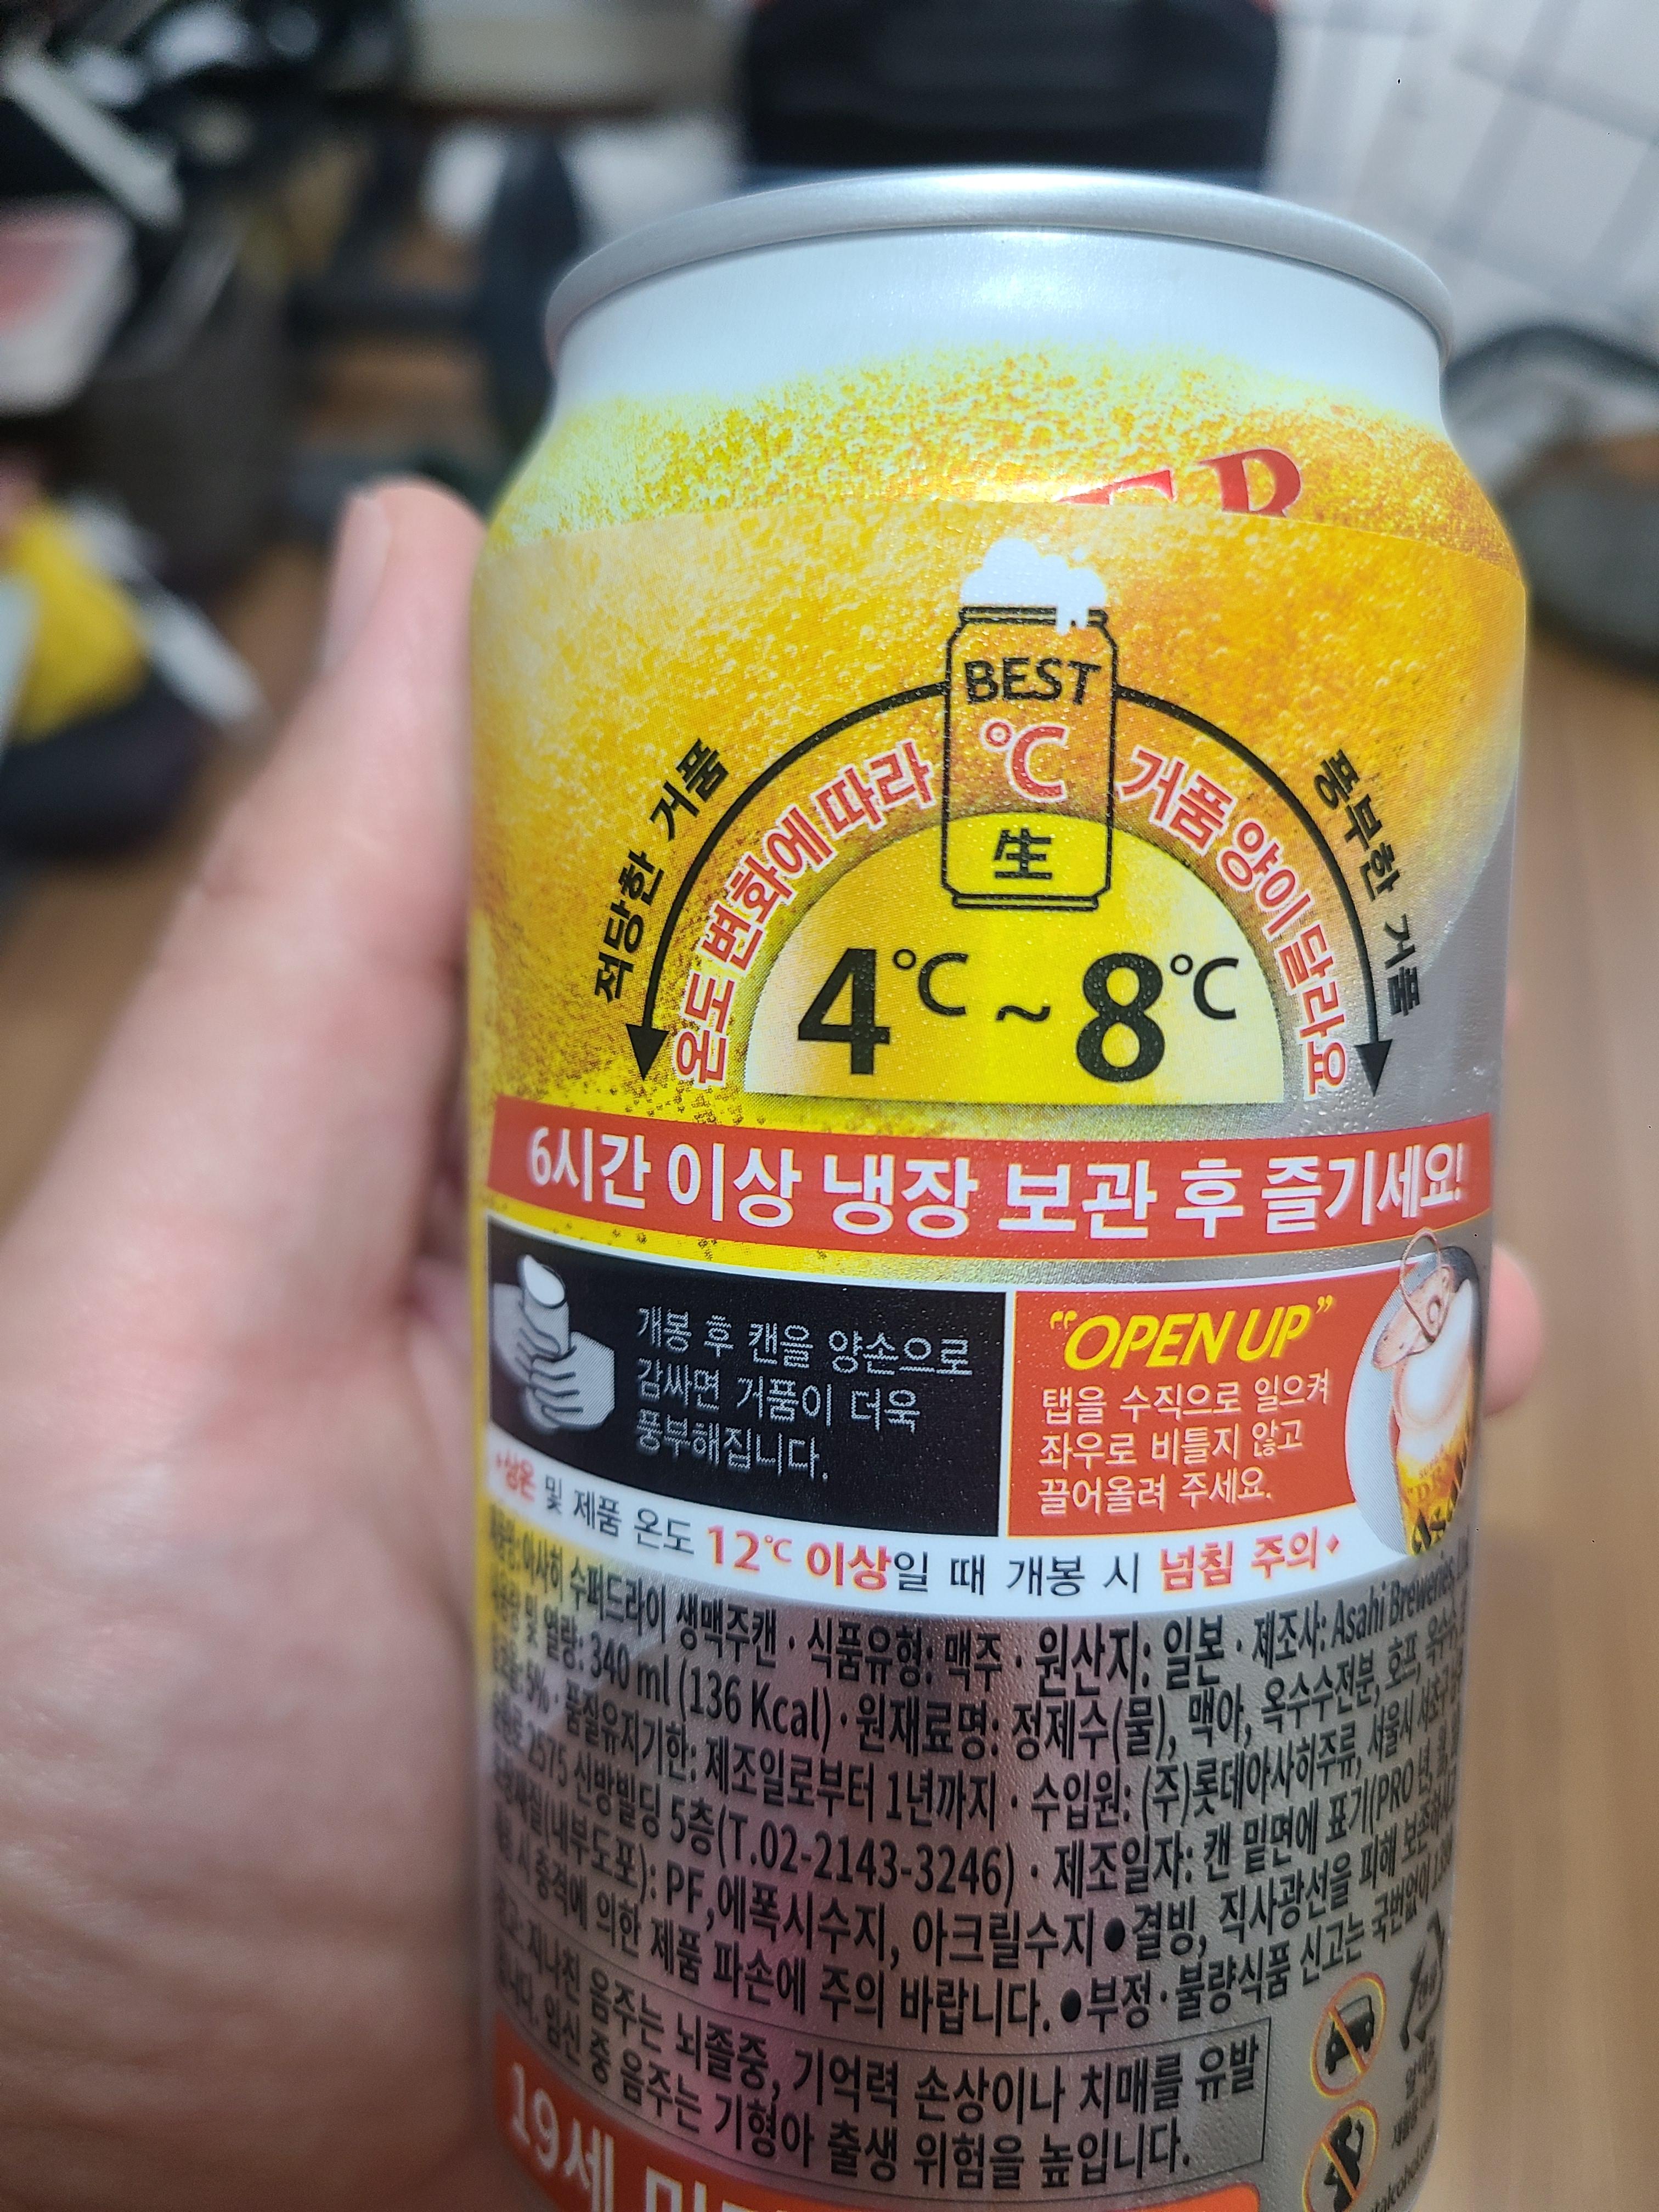 ER
BEST
℃
生
적당한 거품
온도 변화에 따라 거품 양이 달라요
풍부한 거품
4℃ ~ 8℃
6시간 이상 냉장 보관 후 즐기세요!
개봉 후 캔을 양손으로
감싸면 거품이 더욱
풍부해집니다.
"OPEN UP"
탭을 수직으로 일으켜
좌우로 비틀지 않고
끌어올려 주세요.
•상온 및 제품 온도 12℃ 이상일 때 개봉 시 넘침 주의•
아사히 수퍼드라이 생맥주캔 · 식품유형: 맥주 · 원산지: 일본 · 제조사: Asahi Breweries,
및 열량: 340 ml (136 Kcal) · 원재료명: 정제수(물), 맥아, 옥수수전분, 호프, 옥수수,
5% · 품질유지기한: 제조일로부터 1년까지 · 수입원: (주)롯데아사히주류, 서울시 서초구
2575 신방빌딩 5층(T.02-2143-3246) · 제조일자: 캔 밑면에 표기(PRO 년,
(내부도포): PF,에폭시수지, 아크릴수지 ●결빙, 직사광선을 피해
시 충격에 의한 제품 파손에 주의 바랍니다. ●부정·불량식품 신고는 국번없이
지나친 음주는 뇌졸중, 기억력 손상이나 치매를 유발
임신 중 음주는 기형아 출생 위험을 높입니다.
19세